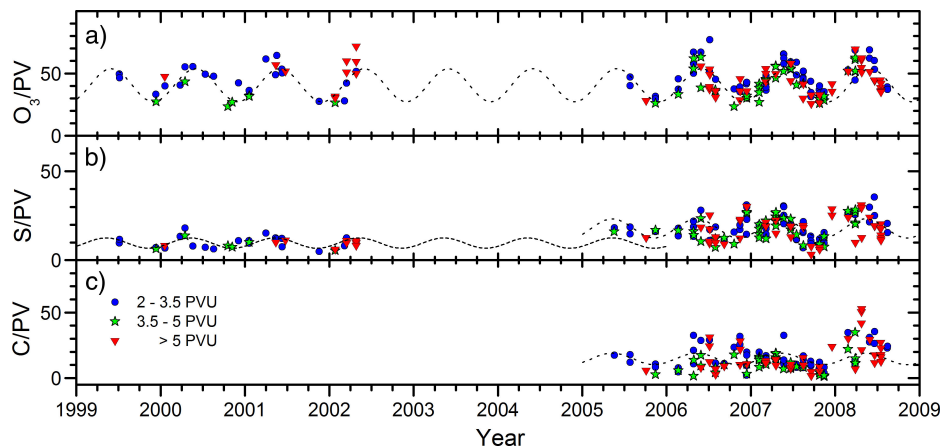 a)
O₃/PV
50
0
b)
S/PV
50
0
c)
C/PV
50
0
2 - 3.5 PVU
3.5 - 5 PVU
> 5 PVU
1999 2000 2001 2002 2003 2004 2005 2006 2007 2008 2009
Year